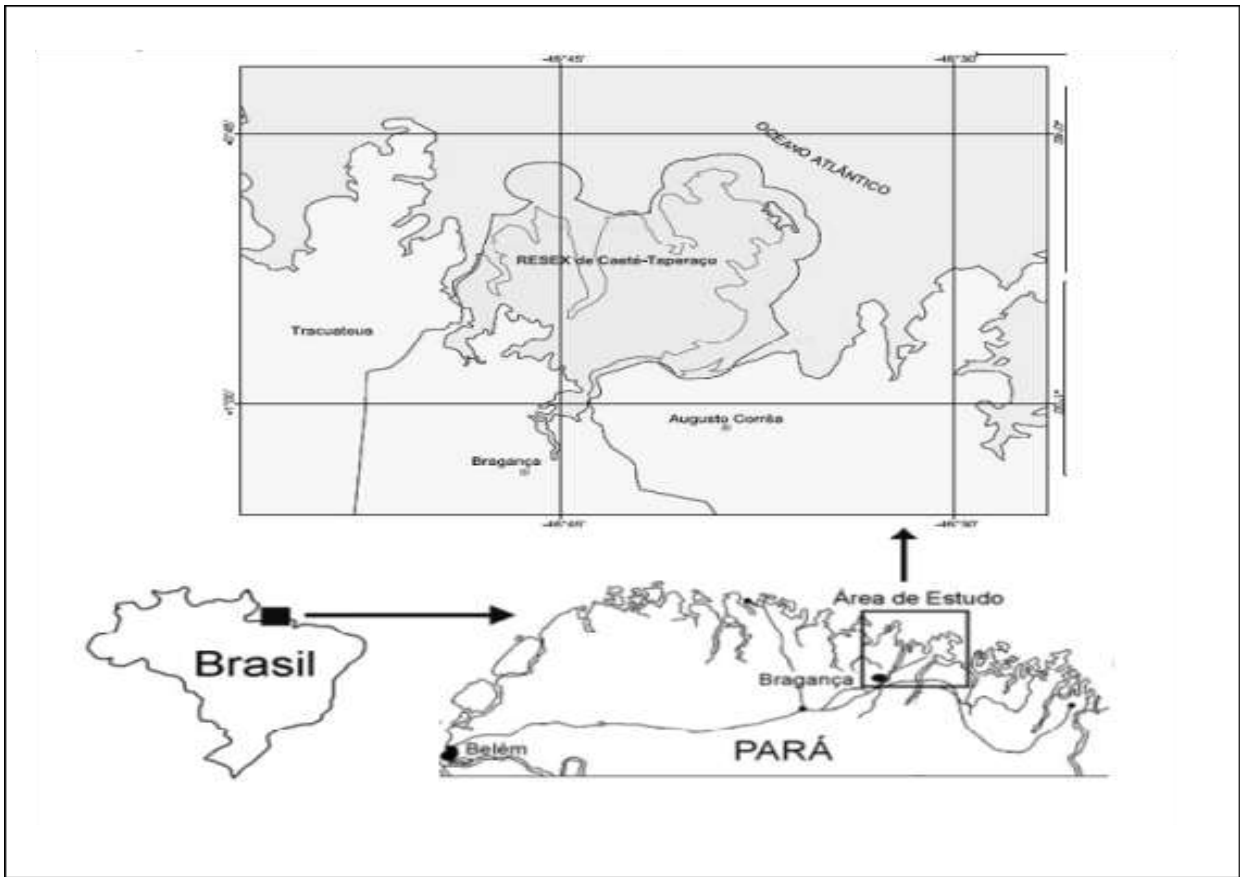 -46°45'
-46°30'
OCEANO ATLÂNTICO
RESEX de Caeté-Taperaçu
Tracuateua
Augusto Corrêa
Bragança
-46°45'
-46°30'
Área de Estudo
Brasil
Bragança
Belém
PARÁ